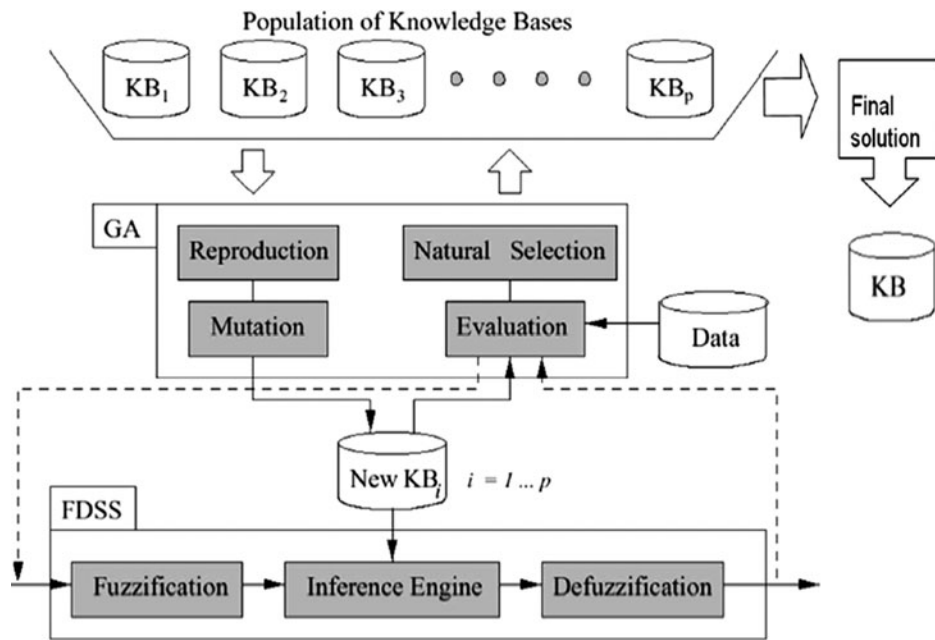 Population of Knowledge Bases
KB1 KB2 KB3 KBp
Final
solution
GA
Reproduction Natural Selection
KB
Mutation Evaluation Data
New KBi i = 1 ... p
FDSS
Fuzzification Inference Engine Defuzzification